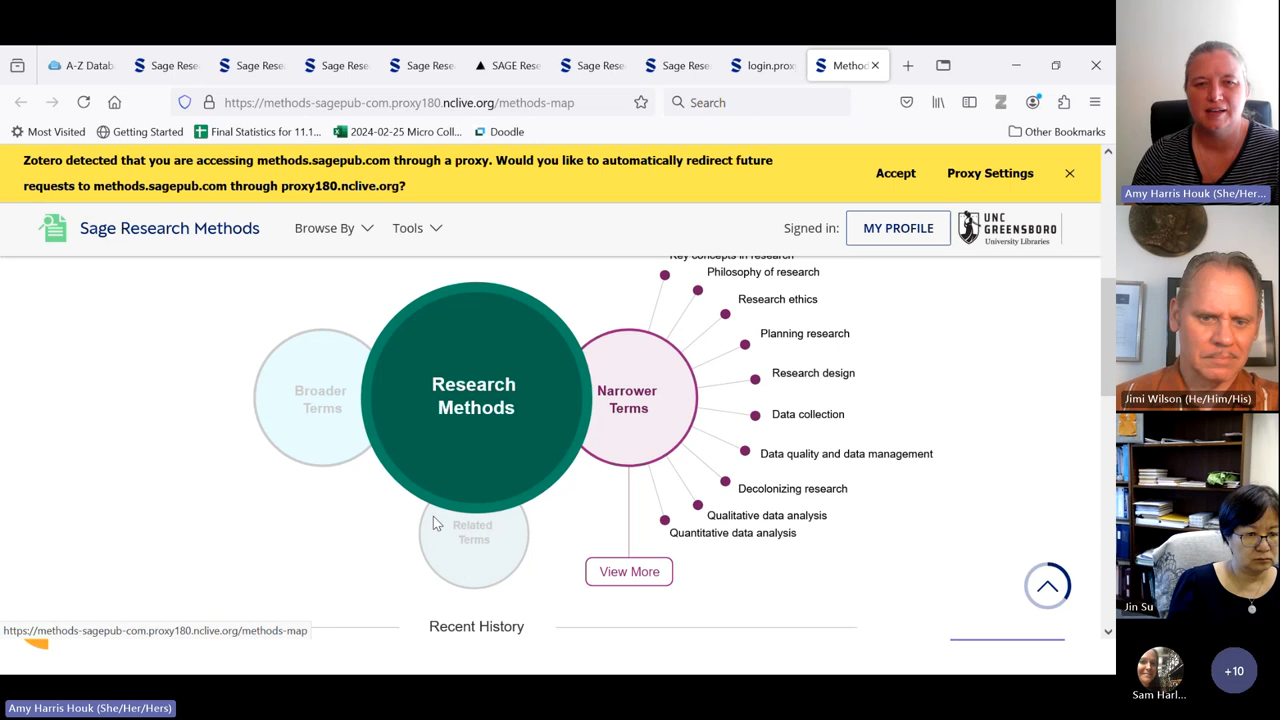 A-Z Datab
Sage Rese
Sage Rese
Sage Rese
Sage Rese
SAGE Rese
Sage Rese
Sage Rese
login.prox
Method
https://methods-sagepub-com.proxy180.nclive.org/methods-map
Search
Most Visited
Getting Started
Final Statistics for 11.1...
2024-02-25 Micro Coll...
Doodle
Other Bookmarks
Zotero detected that you are accessing methods.sagepub.com through a proxy. Would you like to automatically redirect future
requests to methods.sagepub.com through proxy180.nclive.org?
Accept
Proxy Settings
Sage Research Methods
Browse By
Tools
Signed in:
MY PROFILE
UNC
GREENSBORO
University Libraries
Key concepts in research
Philosophy of research
Research ethics
Planning research
Research design
Data collection
Data quality and data management
Decolonizing research
Qualitative data analysis
Quantitative data analysis
Broader
Terms
Research
Methods
Narrower
Terms
Related
Terms
View More
Recent History
https://methods-sagepub-com.proxy180.nclive.org/methods-map
Amy Harris Houk (She/Her/Hers)
Amy Harris Houk (She/Her...
Jimi Wilson (He/Him/His)
Jin Su
Sam Harl...
+10